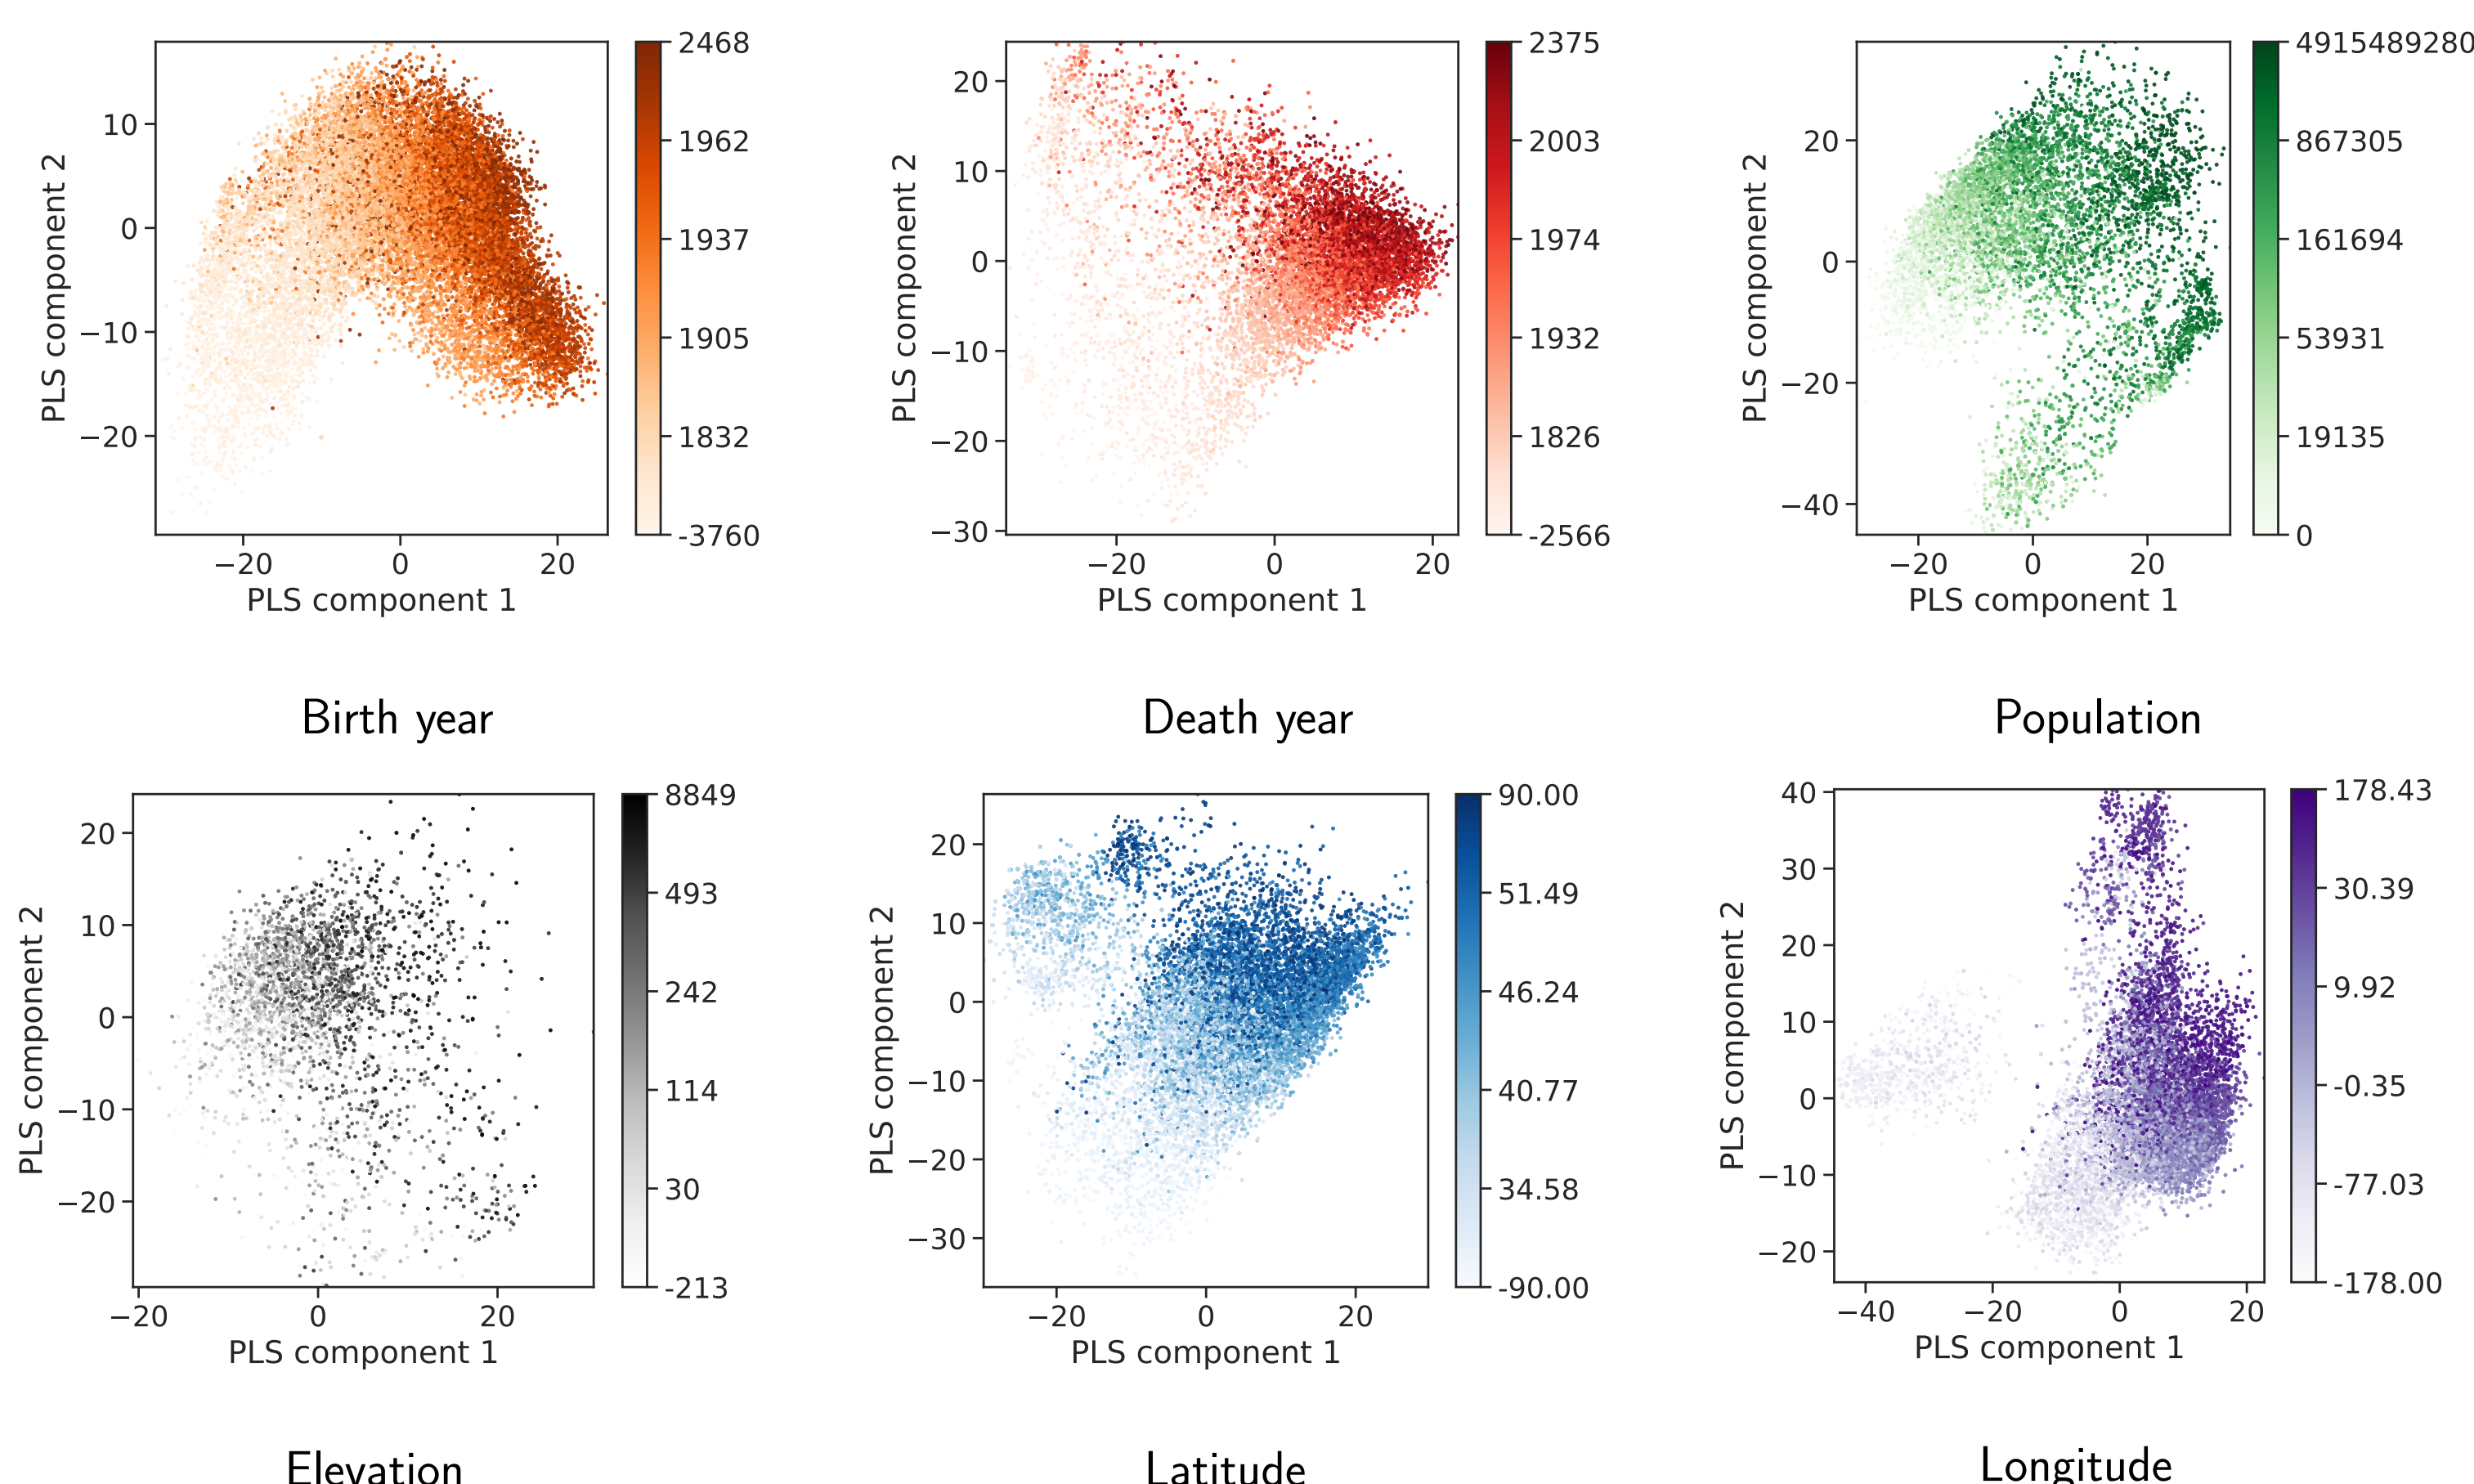 2468
1962
1937
1905
1832
-3760
10
0
−10
−20
PLS component 2
−20 0 20
PLS component 1
Birth year
2375
2003
1974
1932
1826
-2566
20
10
0
−10
−20
−30
PLS component 2
−20 0 20
PLS component 1
Death year
4915489280
867305
161694
53931
19135
0
20
0
−20
−40
PLS component 2
−20 0 20
PLS component 1
Population
8849
493
242
114
30
-213
20
10
0
−10
−20
PLS component 2
−20 0 20
PLS component 1
Elevation
90.00
51.49
46.24
40.77
34.58
-90.00
20
10
0
−10
−20
−30
PLS component 2
−20 0 20
PLS component 1
Latitude
178.43
30.39
9.92
-0.35
-77.03
-178.00
40
30
20
10
0
−10
−20
PLS component 2
−40 −20 0 20
PLS component 1
Longitude